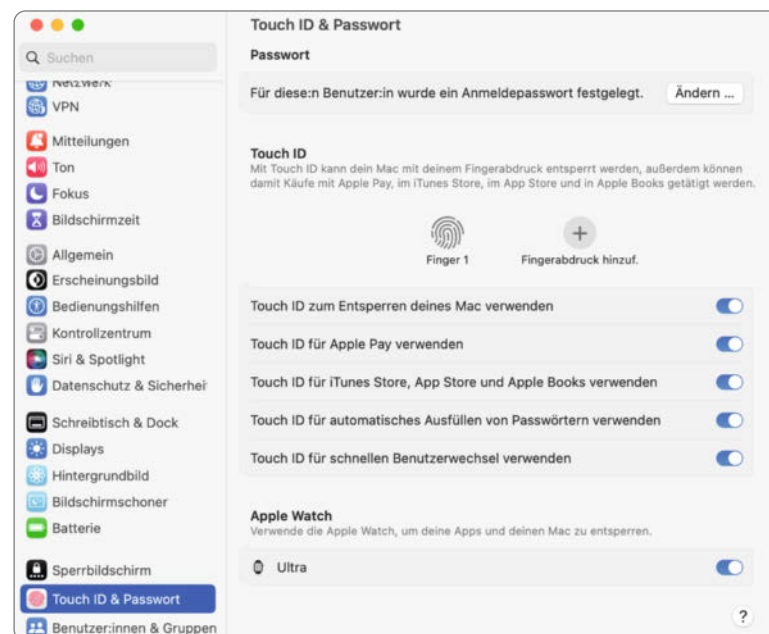 Suchen
Netzwerk
VPN
Mitteilungen
Ton
Fokus
Bildschirmzeit
Allgemein
Erscheinungsbild
Bedienungshilfen
Kontrollzentrum
Siri & Spotlight
Datenschutz & Sicherhei
Schreibtisch & Dock
Displays
Hintergrundbild
Bildschirmschoner
Batterie
Sperrbildschirm
Touch ID & Passwort
Benutzer:innen & Gruppen
Touch ID & Passwort
Passwort
Für diese:n Benutzer:in wurde ein Anmeldepasswort festgelegt.
Ändern ...
Touch ID
Mit Touch ID kann dein Mac mit deinem Fingerabdruck entsperrt werden, außerdem können
damit Käufe mit Apple Pay, im iTunes Store, im App Store und in Apple Books getätigt werden.
Finger 1
Fingerabdruck hinzuf.
Touch ID zum Entsperren deines Mac verwenden
Touch ID für Apple Pay verwenden
Touch ID für iTunes Store, App Store und Apple Books verwenden
Touch ID für automatisches Ausfüllen von Passwörtern verwenden
Touch ID für schnellen Benutzerwechsel verwenden
Apple Watch
Verwende die Apple Watch, um deine Apps und deinen Mac zu entsperren.
Ultra
?